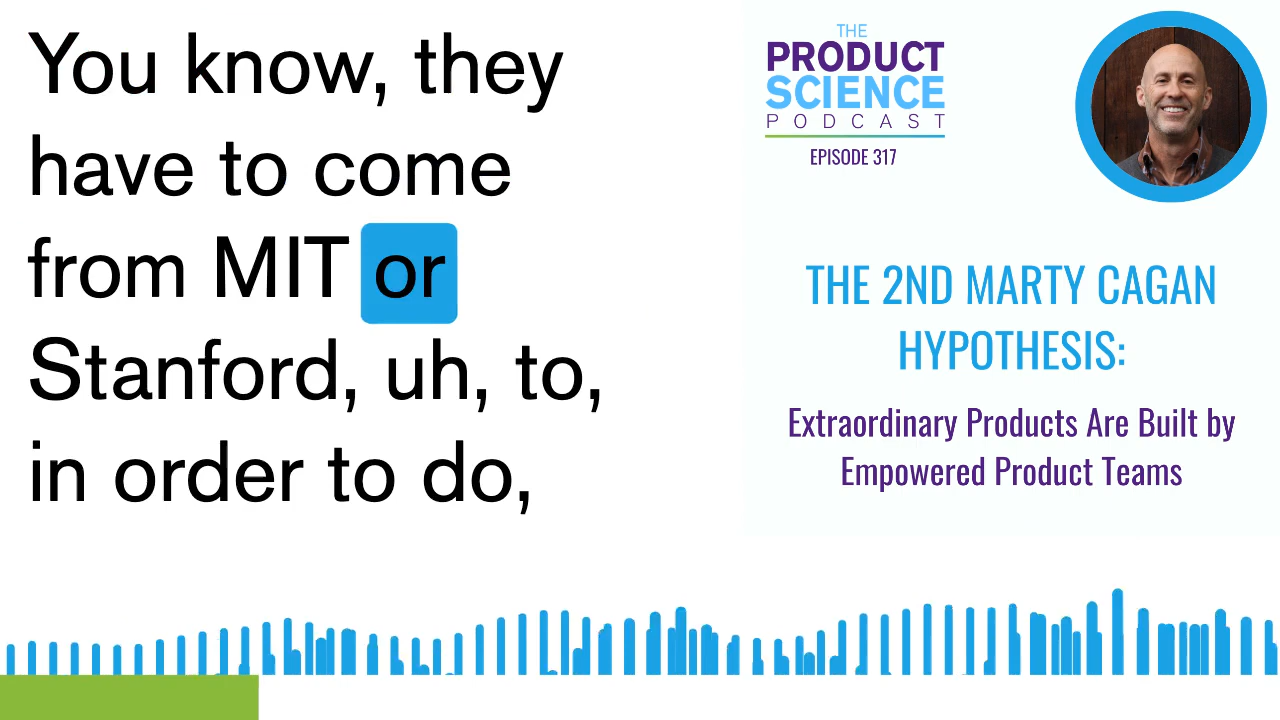 You know, they
have to come
from MIT or
Stanford, uh, to,
in order to do,
THE
PRODUCT
SCIENCE
PODCAST
EPISODE 317
THE 2ND MARTY CAGAN
HYPOTHESIS:
Extraordinary Products Are Built by
Empowered Product Teams